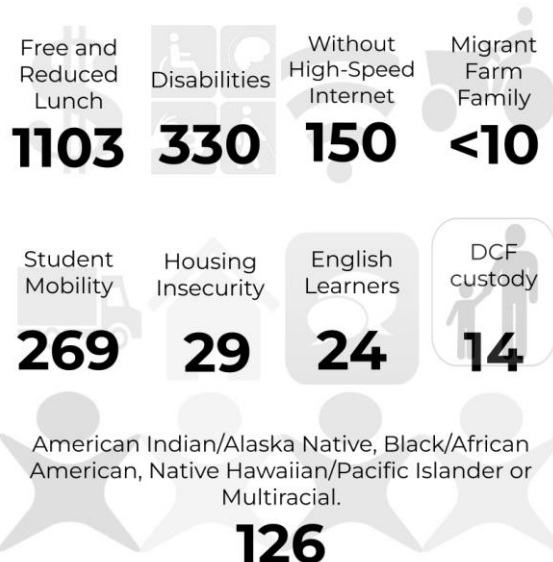 Free and
Reduced
Lunch
1103
Disabilities
330
Without
High-Speed
Internet
150
Migrant
Farm
Family
<10
Student
Mobility
269
Housing
Insecurity
29
English
Learners
24
DCF
custody
14
American Indian/Alaska Native, Black/African
American, Native Hawaiian/Pacific Islander or
Multiracial.
126